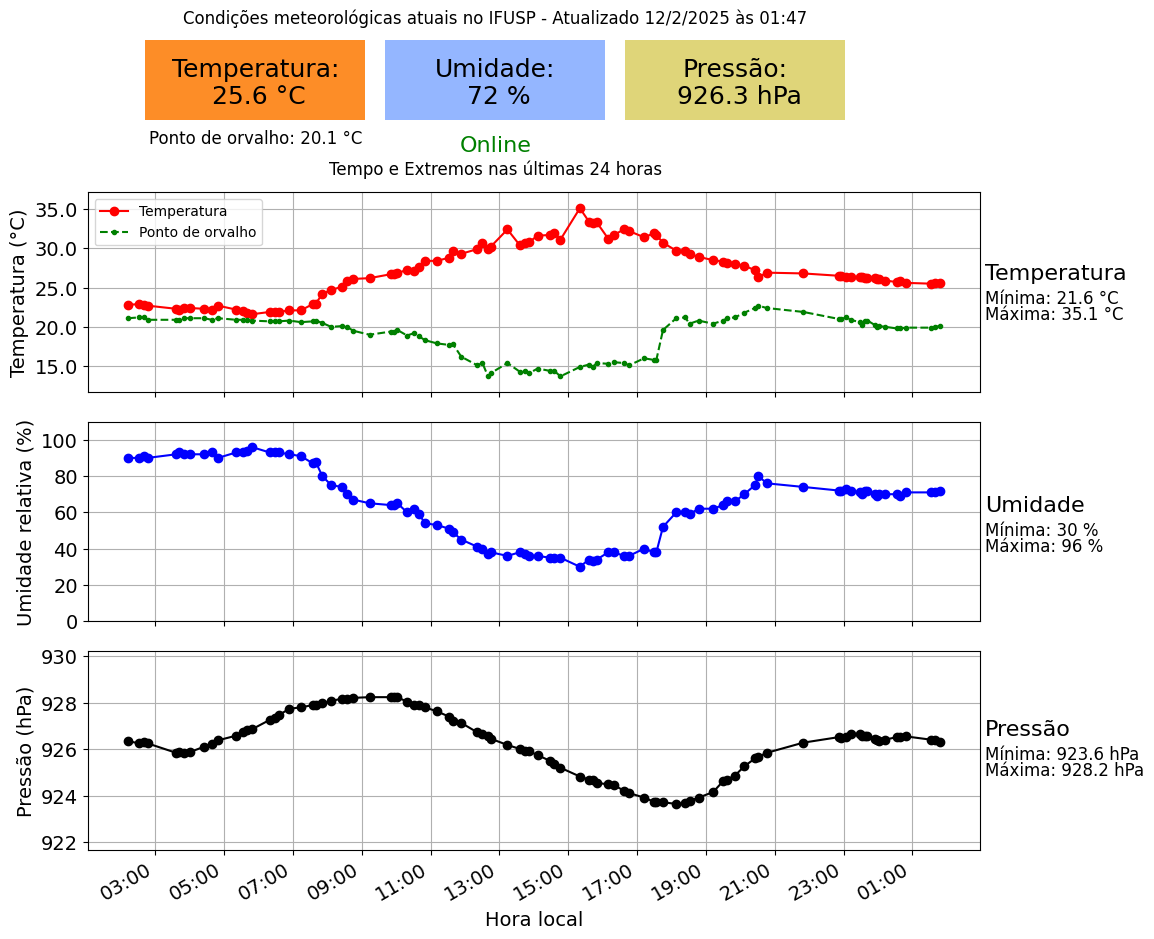 Condições meteorológicas atuais no IFUSP - Atualizado 12/2/2025 às 01:47
Temperatura:
25.6 °C
Umidade:
72 %
Pressão:
926.3 hPa
Ponto de orvalho: 20.1 °C
Online
Tempo e Extremos nas últimas 24 horas
Temperatura (°C)
35.0
30.0
25.0
20.0
15.0
Temperatura
Ponto de orvalho
Temperatura
Mínima: 21.6 °C
Máxima: 35.1 °C
Umidade relativa (%)
100
80
60
40
20
0
Umidade
Mínima: 30 %
Máxima: 96 %
Pressão (hPa)
930
928
926
924
922
Pressão
Mínima: 923.6 hPa
Máxima: 928.2 hPa
03:00 05:00 07:00 09:00 11:00 13:00 15:00 17:00 19:00 21:00 23:00 01:00
Hora local